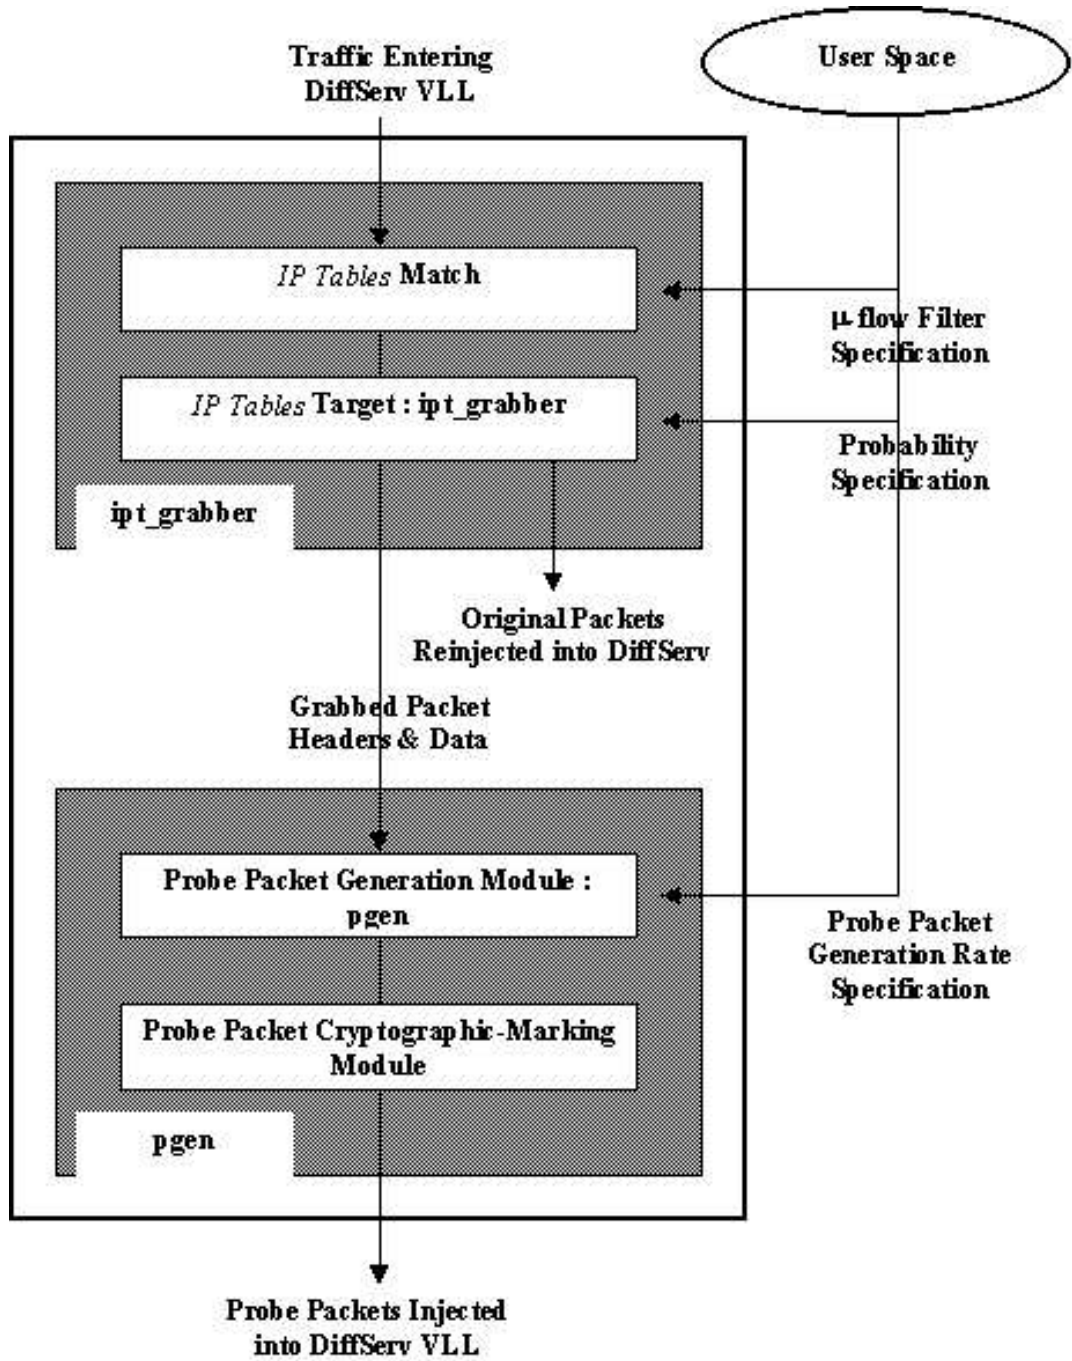 Traffic Entering
DiffServ VLL
User Space
IP Tables Match
μ-flow Filter
Specification
IP Tables Target : ipt_grabber
Probability
Specification
ipt_grabber
Original Packets
Reinjected into DiffServ
Grabbed Packet
Headers & Data
Probe Packet Generation Module :
pgen
Probe Packet
Generation Rate
Specification
Probe Packet Cryptographic-Marking
Module
pgen
Probe Packets Injected
into DiffServ VLL